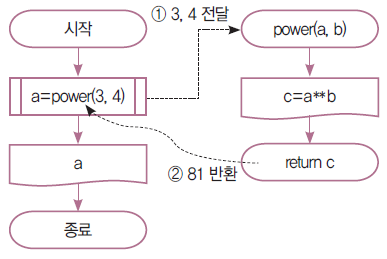 시작
① 3, 4 전달
power(a, b)
a=power(3, 4)
c=a**b
a
② 81 반환
return c
종료